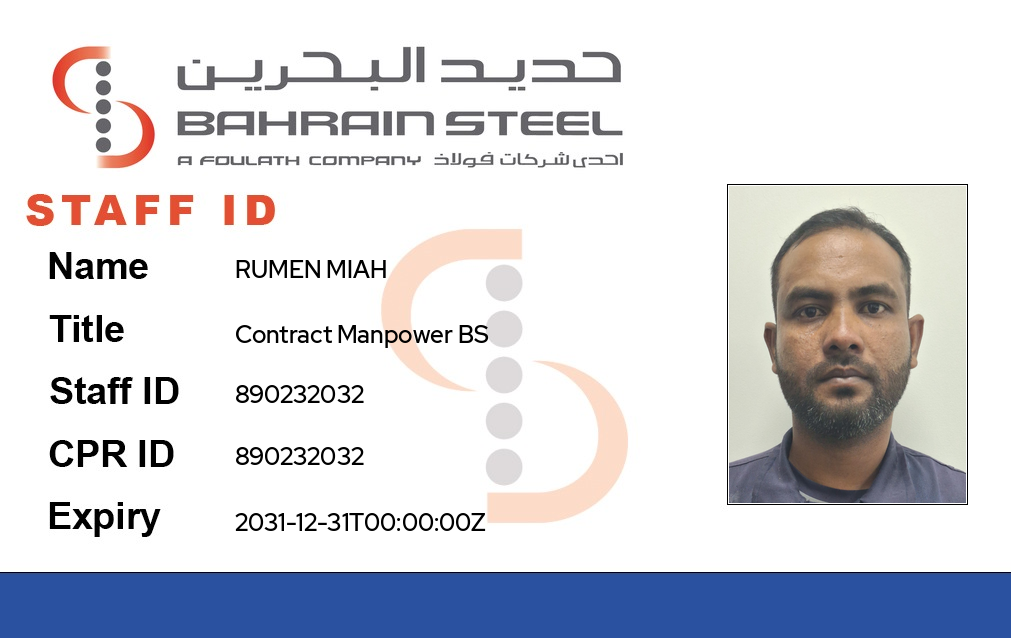 حديد البحرين
BAHRAIN STEEL
A FOULATH COMPANY احدى شركات فولاذ
STAFF ID
Name RUMEN MIAH
Title Contract Manpower BS
Staff ID 890232032
CPR ID 890232032
Expiry 2031-12-31T00:00:00Z